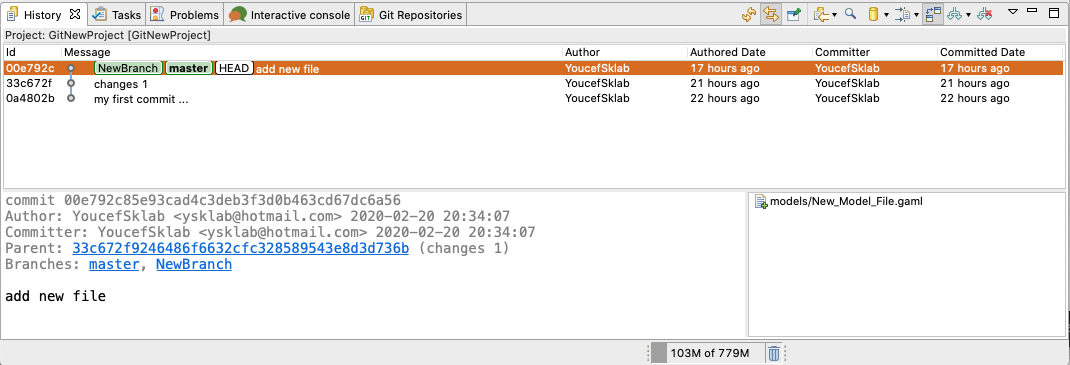 History Tasks Problems Interactive console Git Repositories
Project: GitNewProject [GitNewProject]
Id Message Author Authored Date Committer Committed Date
00e792c NewBranch master HEAD add new file YoucefSklab 17 hours ago YoucefSklab 17 hours ago
33c672f changes 1 YoucefSklab 21 hours ago YoucefSklab 21 hours ago
0a4802b my first commit ... YoucefSklab 22 hours ago YoucefSklab 22 hours ago
commit 00e792c85e93cad4c3deb3f3d0b463cd67dc6a56
Author: YoucefSklab <ysklab@hotmail.com> 2020-02-20 20:34:07
Committer: YoucefSklab <ysklab@hotmail.com> 2020-02-20 20:34:07
Parent: 33c672f9246486f6632cfc328589543e8d3d736b (changes 1)
Branches: master, NewBranch
add new file
models/New_Model_File.gaml
103M of 779M